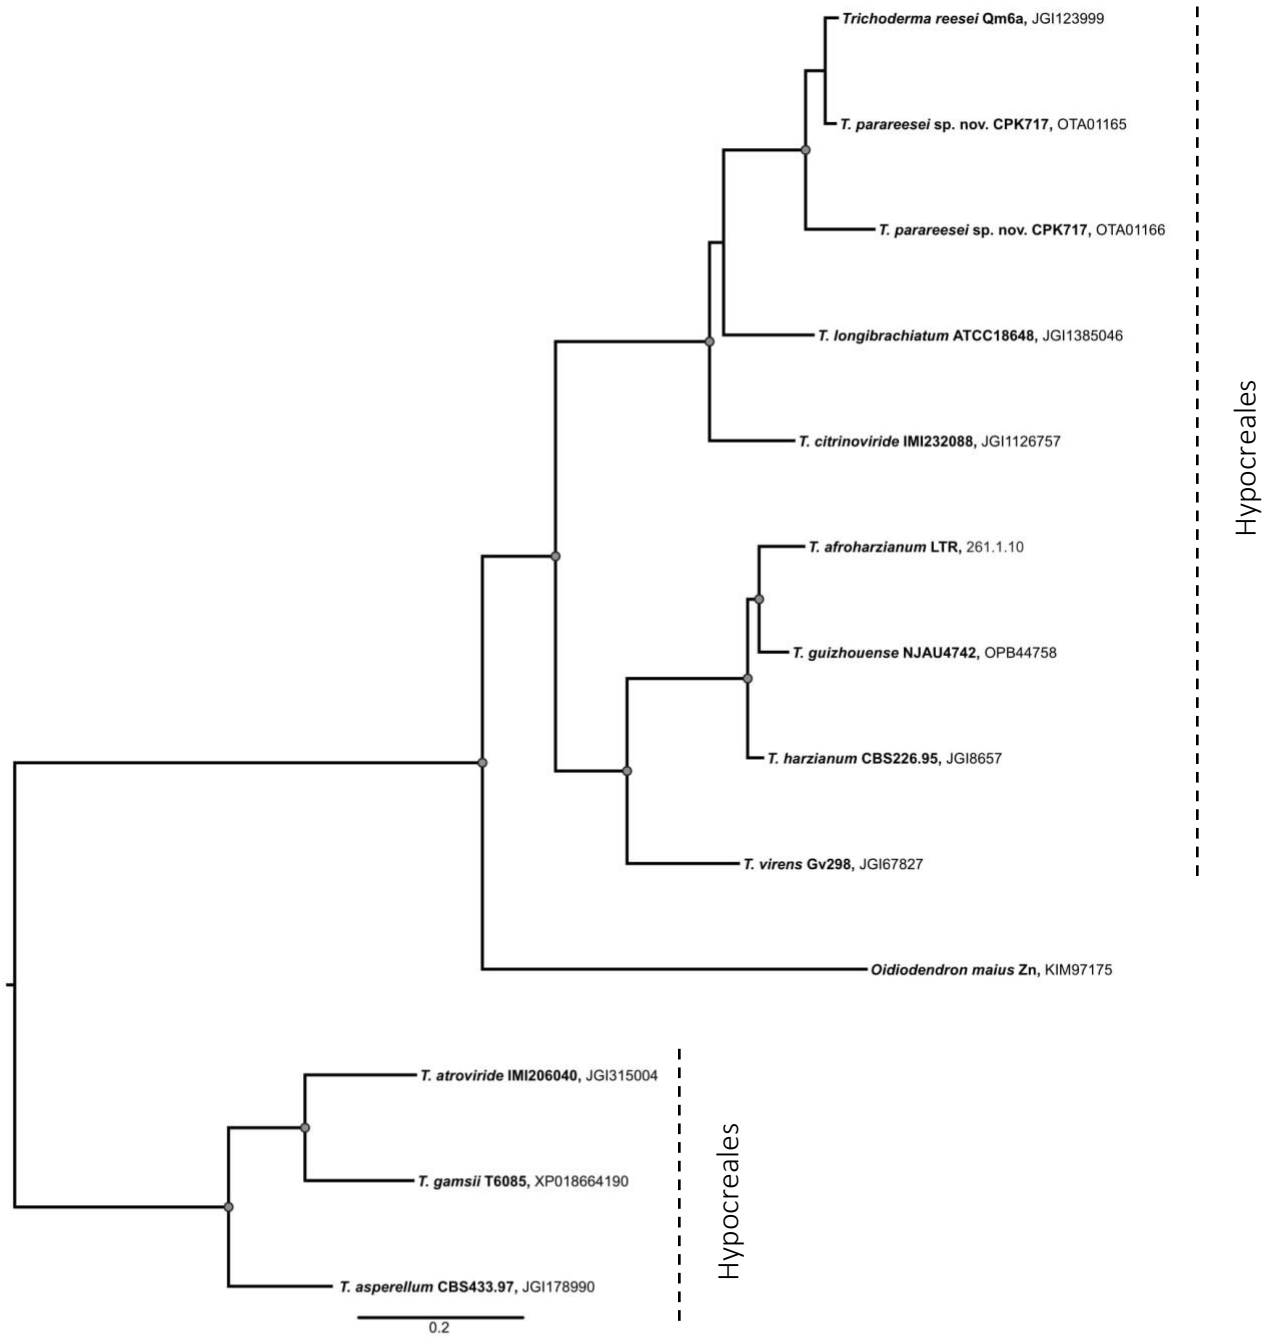 Trichoderma reesei Qm6a, JGI123999
T. parareesei sp. nov. CPK717, OTA01165
T. parareesei sp. nov. CPK717, OTA01166
T. longibrachiatum ATCC18648, JGI1385046
T. citrinoviride IMI232088, JGI1126757
Hypocreales
T. afroharzianum LTR, 261.1.10
T. guizhouense NJAU4742, OPB44758
T. harzianum CBS226.95, JGI8657
T. virens Gv298, JGI67827
Oidiodendron maius Zn, KIM97175
T. atroviride IMI206040, JGI315004
T. gamsii T6085, XP018664190
Hypocreales
T. asperellum CBS433.97, JGI178990
0.2